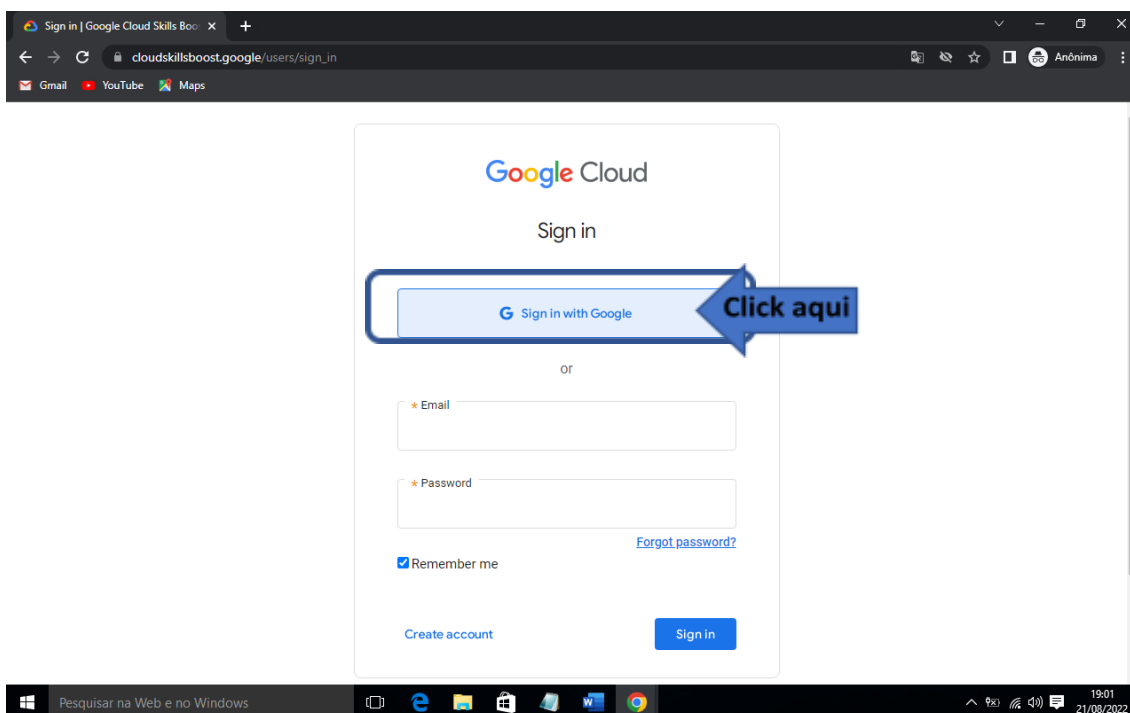 Sign in | Google Cloud Skills Boo
cloudskillsboost.google/users/sign_in
Anônima
Gmail YouTube Maps
Google Cloud
Sign in
G Sign in with Google
Click aqui
or
* Email
* Password
Forgot password?
Remember me
Create account
Sign in
Pesquisar na Web e no Windows
19:01
21/08/2022